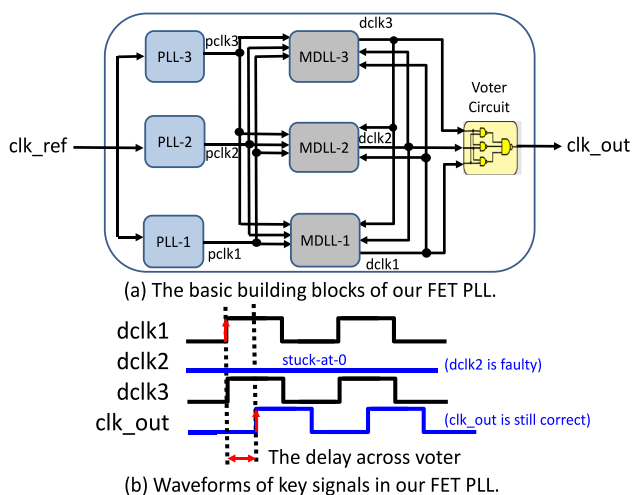 dclk3
pclk3
PLL-3
MDLL-3
Voter
Circuit
clk_ref
PLL-2
pclk2
MDLL-2
dclk2
clk_out
PLL-1
pclk1
MDLL-1
dclk1
(a) The basic building blocks of our FET PLL.
dclk1
dclk2
stuck-at-0
(dclk2 is faulty)
dclk3
clk_out
(clk_out is still correct)
The delay across voter
(b) Waveforms of key signals in our FET PLL.